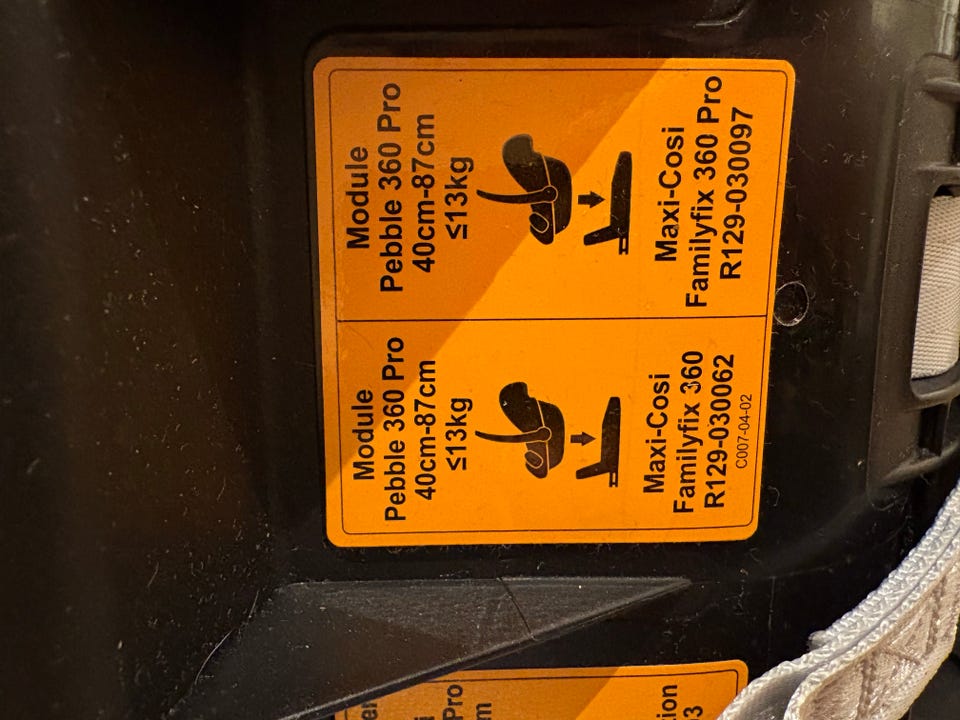 Module
Pebble 360 Pro
40cm-87cm
≤13kg
Maxi-Cosi
Familyfix 360
R129-030062
C007-04-02
Module
Pebble 360 Pro
40cm-87cm
≤13kg
Maxi-Cosi
Familyfix 360 Pro
R129-030097
Pro